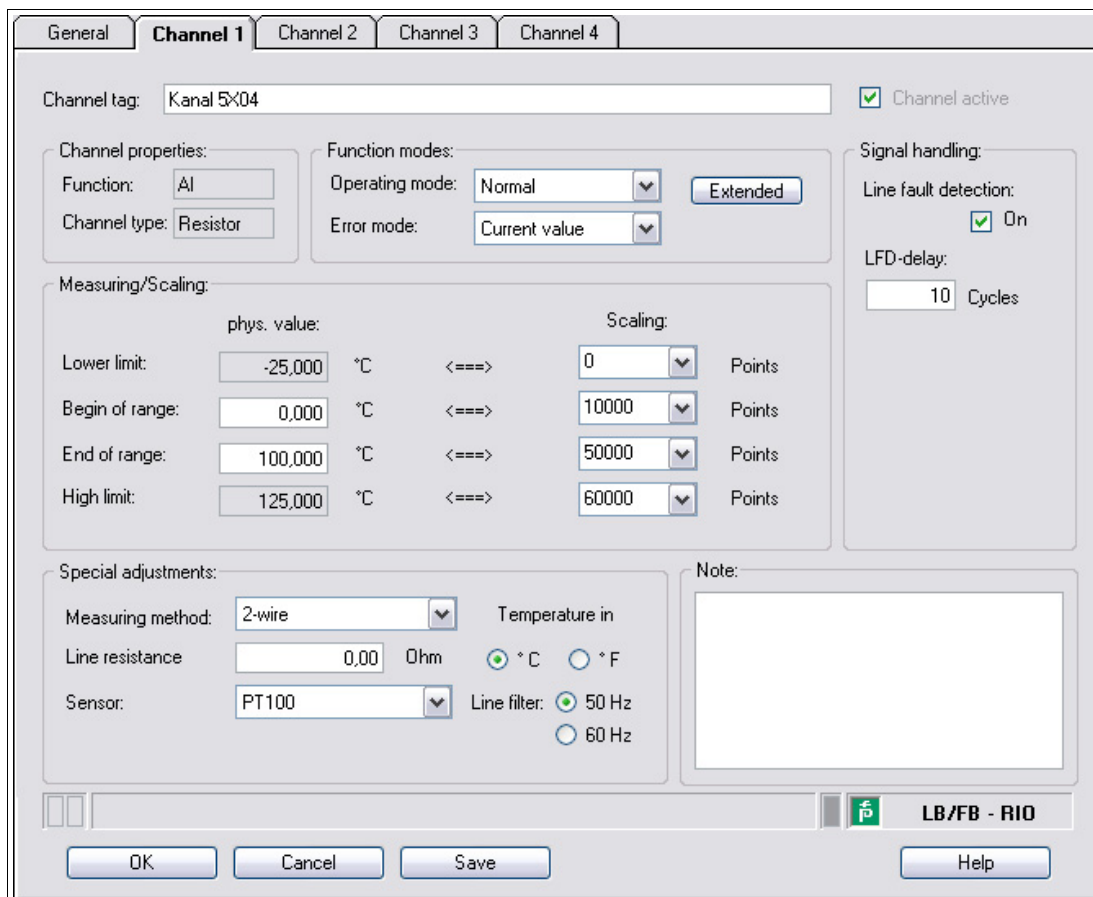 General Channel 1 Channel 2 Channel 3 Channel 4
Channel tag: Kanal 5X04 Channel active
Channel properties:
Function: AI
Channel type: Resistor
Function modes:
Operating mode: Normal Extended
Error mode: Current value
Signal handling:
Line fault detection:
On
LFD-delay:
10 Cycles
Measuring/Scaling:
phys. value: Scaling:
Lower limit: -25,000 °C <===> 0 Points
Begin of range: 0,000 °C <===> 10000 Points
End of range: 100,000 °C <===> 50000 Points
High limit: 125,000 °C <===> 60000 Points
Special adjustments:
Measuring method: 2-wire Temperature in
Line resistance 0,00 Ohm ° C ° F
Sensor: PT100 Line filter: 50 Hz
60 Hz
Note:
LB/FB - RIO
OK Cancel Save Help